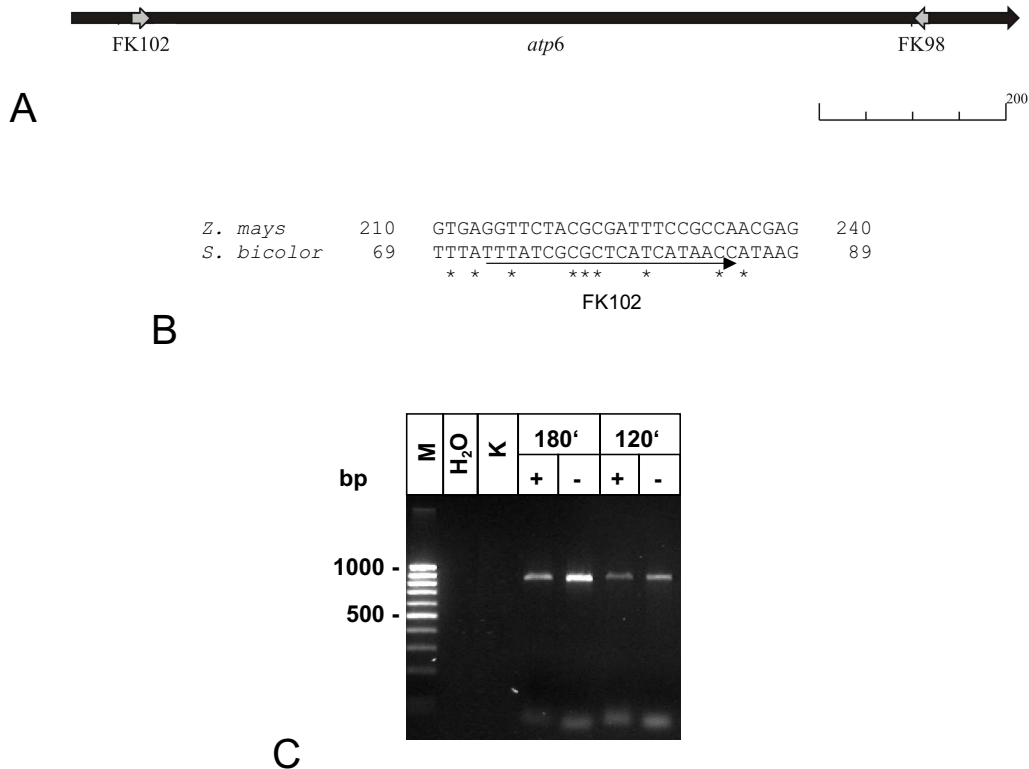 FK102 atp6 FK98
A
200
Z. mays 210 GTGAGGTTCTACGCGATTTCCGCCAACGAG 240
S. bicolor 69 TTTATTTATCGCGCTCATCATAACCATAAG 89
* * * *** * * *
FK102
B
M H₂O K 180‘ 120‘
bp + - + -
1000 -
500 -
C